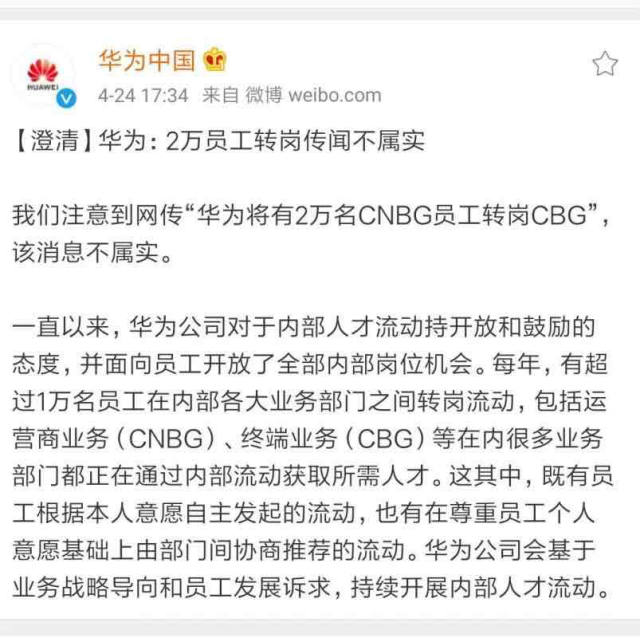 华为中国
HUAWEI
4-24 17:34 来自 微博 weibo.com
【澄清】华为：2万员工转岗传闻不属实
我们注意到网传“华为将有2万名CNBG员工转岗CBG”，
该消息不属实。
一直以来，华为公司对于内部人才流动持开放和鼓励的
态度，并面向员工开放了全部内部岗位机会。每年，有超
过1万名员工在内部各大业务部门之间转岗流动，包括运
营商业务（CNBG）、终端业务（CBG）等在内很多业务
部门都正在通过内部流动获取所需人才。这其中，既有员
工根据本人意愿自主发起的流动，也有在尊重员工个人
意愿基础上由部门间协商推荐的流动。华为公司会基于
业务战略导向和员工发展诉求，持续开展内部人才流动。